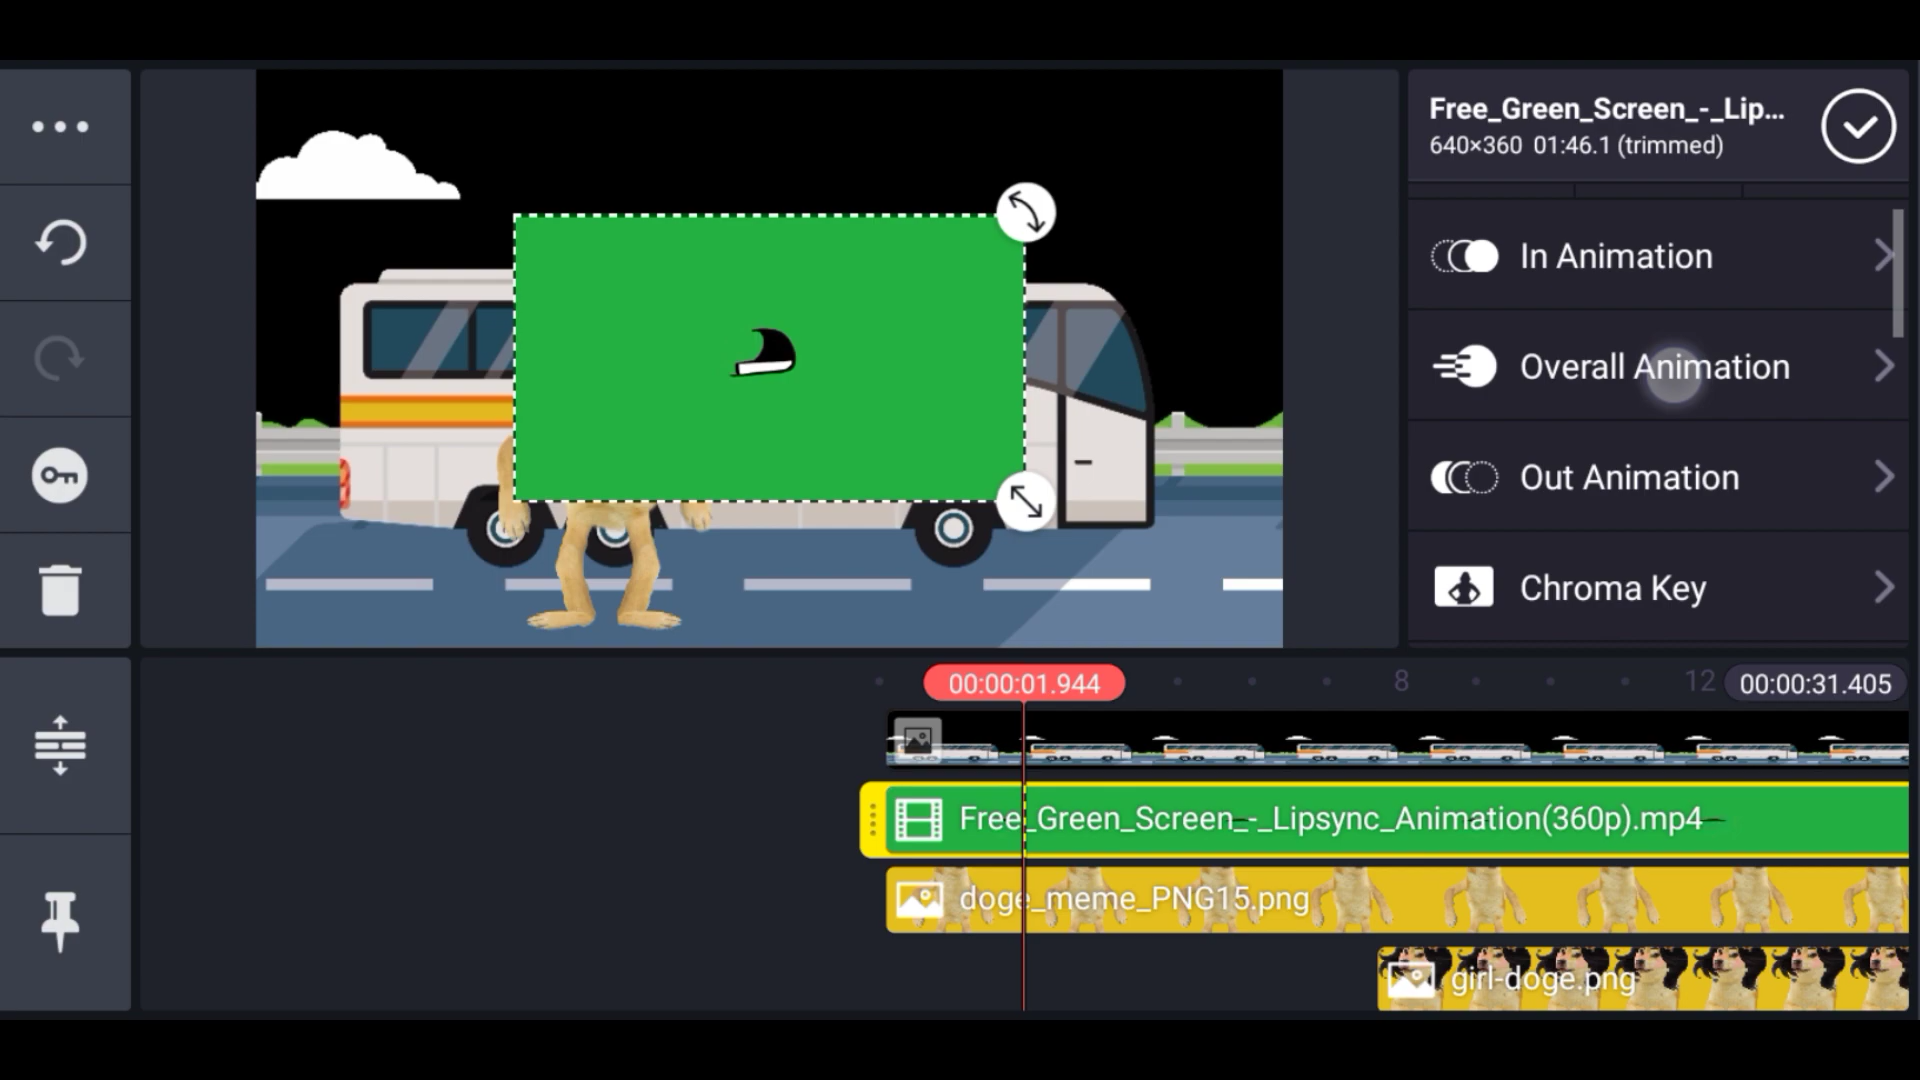 Free_Green_Screen_-_Lip...
640×360 01:46.1 (trimmed)
In Animation
Overall Animation
Out Animation
Chroma Key
00:00:01.944
8
12
00:00:31.405
Free_Green_Screen_-_Lipsync_Animation(360p).mp4
doge_meme_PNG15.png
girl-doge.png